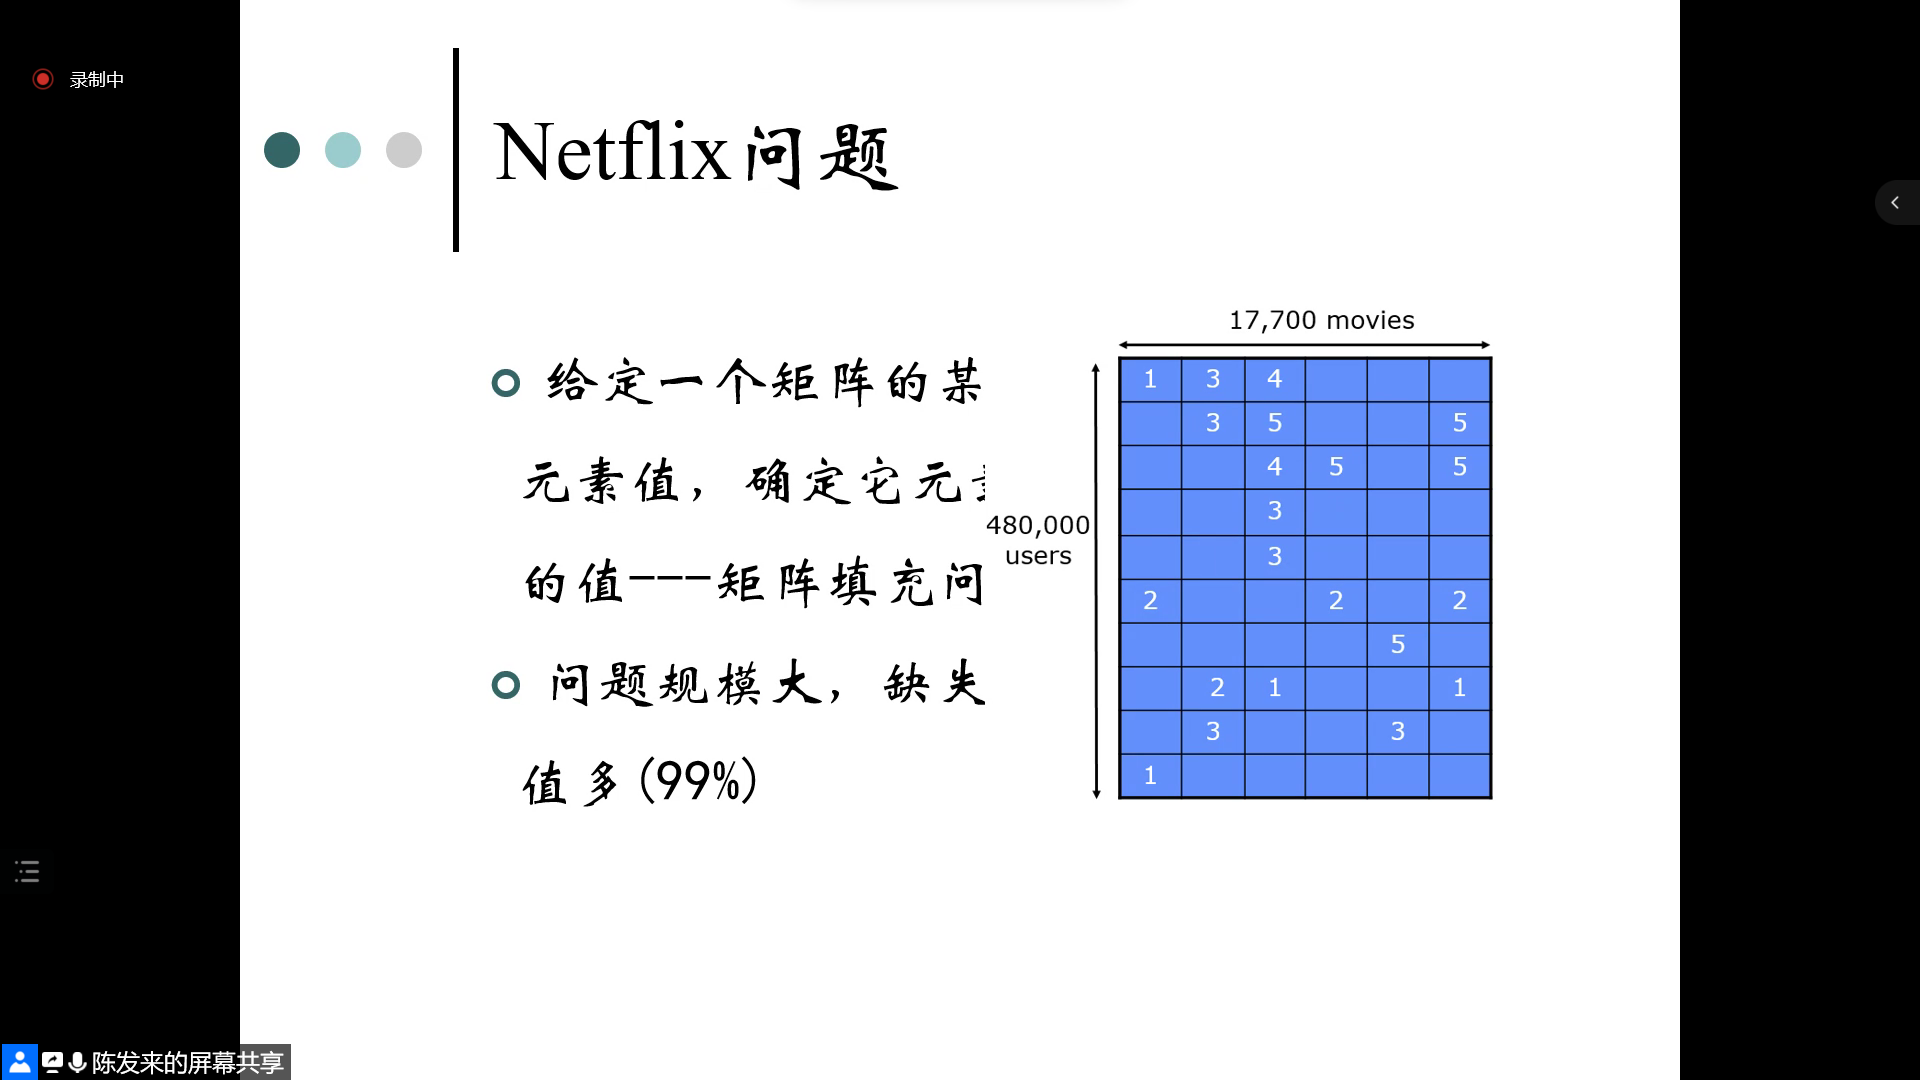 录制中
Netflix问题
给定一个矩阵的某
元素值，确定它元
的值---矩阵填充问
问题规模大，缺失
值多(99%)
17,700 movies
480,000
users
1 3 4
3 5 5
4 5 5
3
3
2 2 2
5
2 1 1
3 3
1
陈发来的屏幕共享